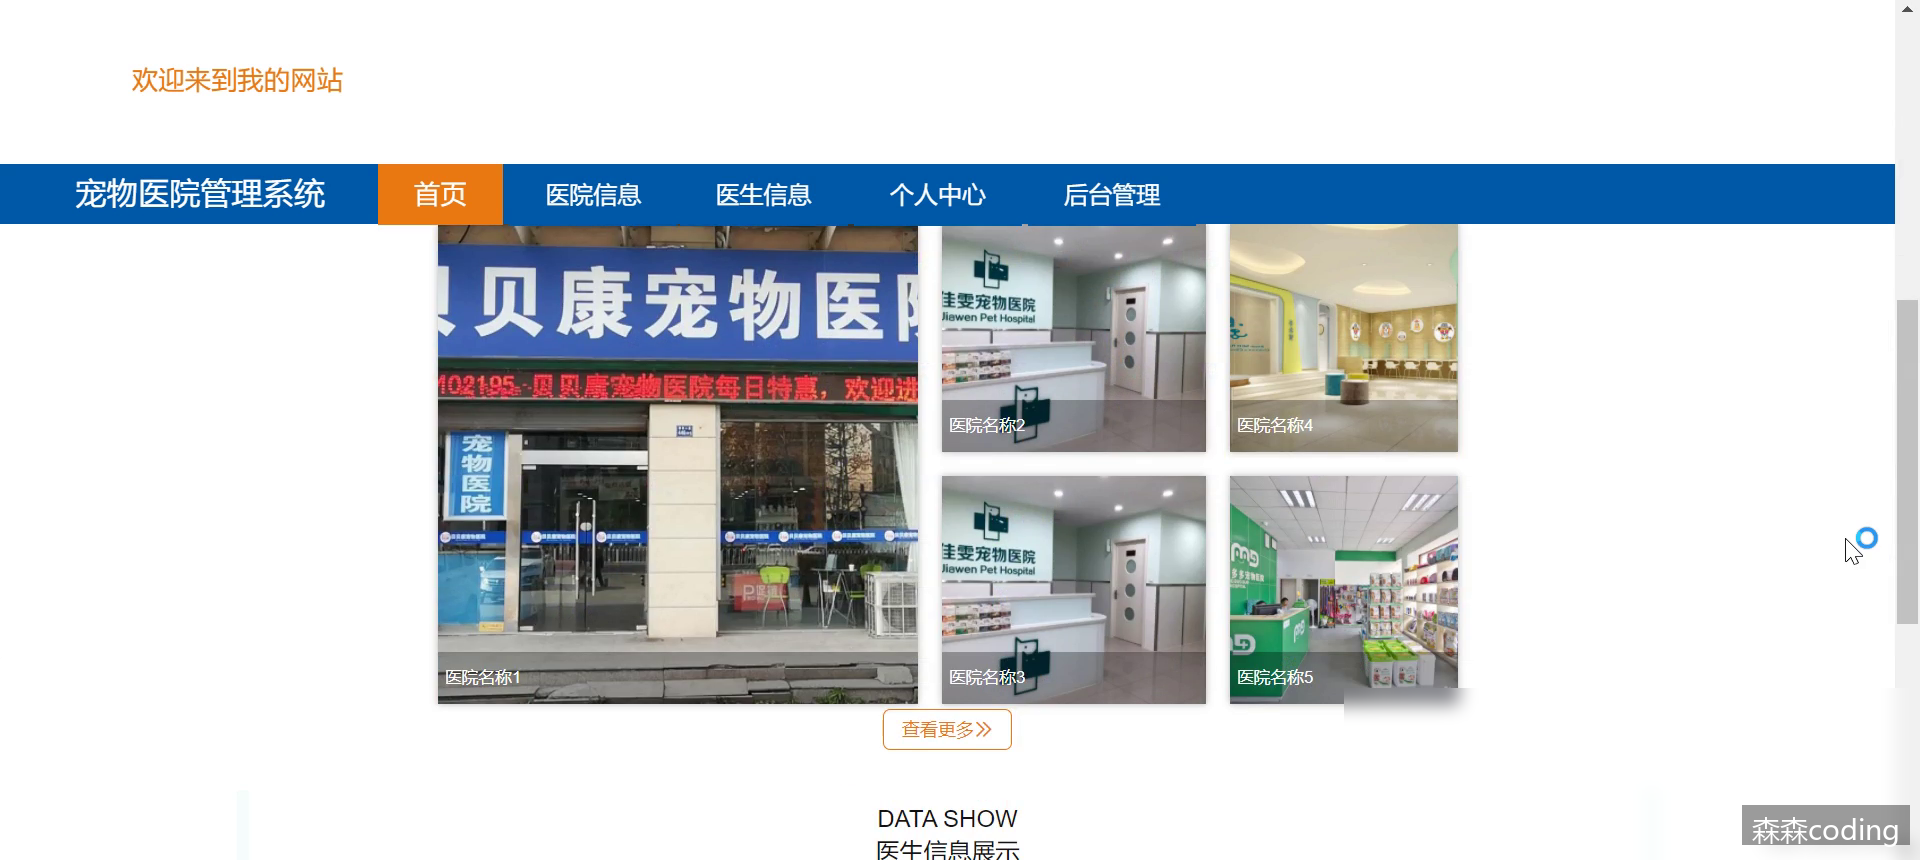 欢迎来到我的网站
宠物医院管理系统
首页
医院信息
医生信息
个人中心
后台管理
贝康宠物医
贝贝康宠物医院每日特惠，欢迎进
宠物医院
医院名称1
佳雯宠物医院
Jiawen Pet Hospital
医院名称2
医院名称4
佳雯宠物医院
Jiawen Pet Hospital
医院名称3
多多宠物医院
医院名称5
查看更多
DATA SHOW
医生信息展示
森森coding